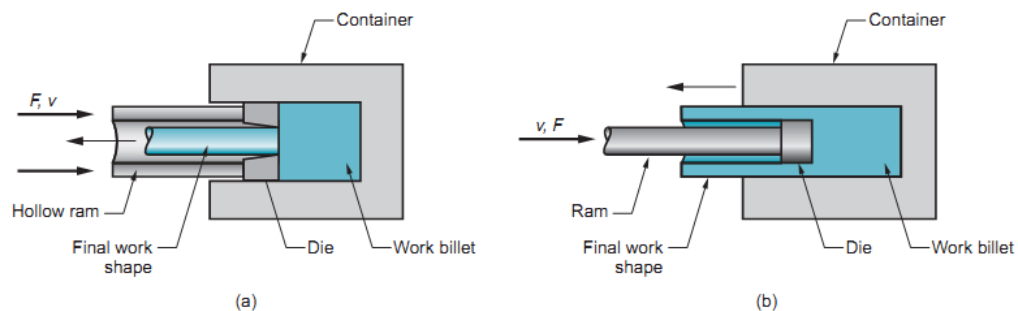 Container
F, v
Hollow ram
Final work
shape
Die
Work billet
(a)
Container
v, F
Ram
Final work
shape
Die
Work billet
(b)